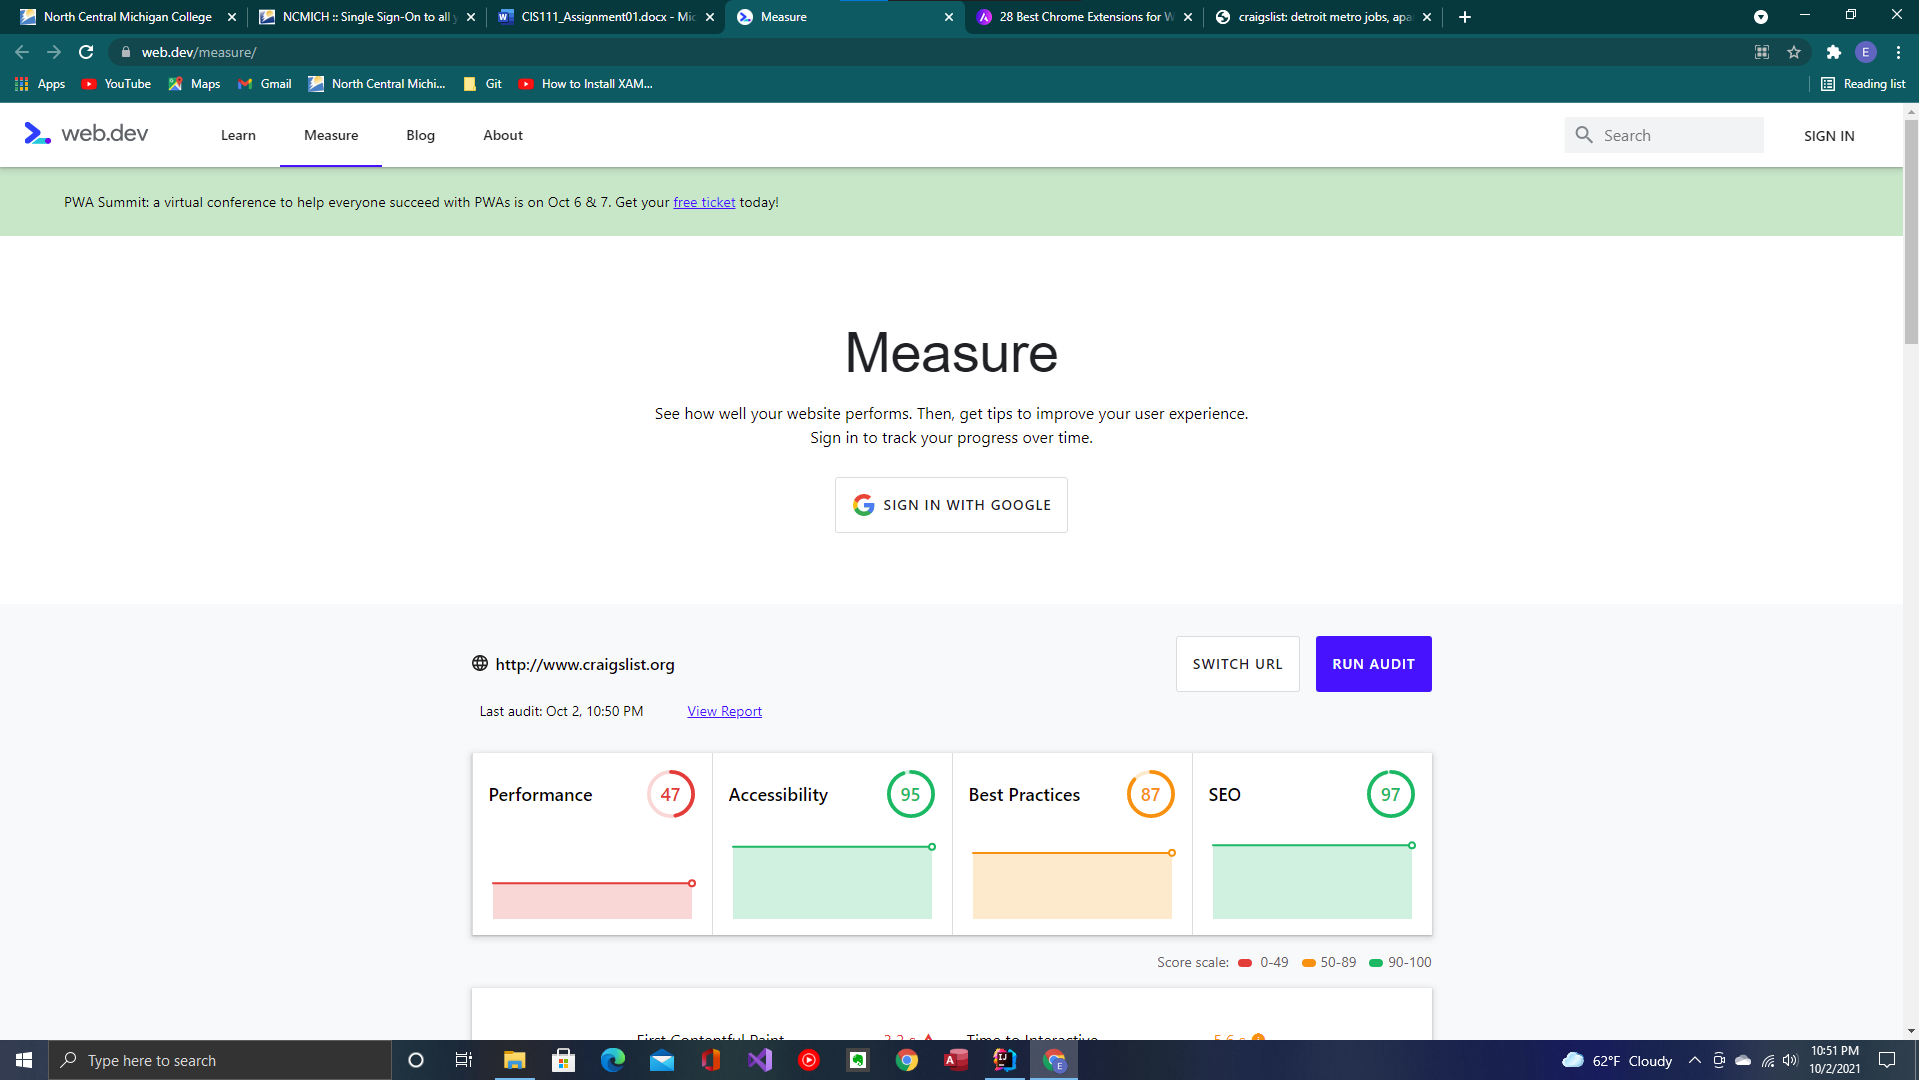 North Central Michigan College
NCMICH :: Single Sign-On to all y
CIS111_Assignment01.docx - Mic
Measure
28 Best Chrome Extensions for W
craigslist: detroit metro jobs, apa
web.dev/measure/
E
Apps
YouTube
Maps
Gmail
North Central Michi...
Git
How to Install XAM...
Reading list
web.dev
Learn
Measure
Blog
About
Search
SIGN IN
PWA Summit: a virtual conference to help everyone succeed with PWAs is on Oct 6 & 7. Get your free ticket today!
Measure
See how well your website performs. Then, get tips to improve your user experience.
Sign in to track your progress over time.
SIGN IN WITH GOOGLE
http://www.craigslist.org
SWITCH URL
RUN AUDIT
Last audit: Oct 2, 10:50 PM
View Report
Performance
47
Accessibility
95
Best Practices
87
SEO
97
Score scale:
0-49
50-89
90-100
First Contentful Paint
Time to Interactive
Type here to search
62°F Cloudy
10:51 PM
10/2/2021